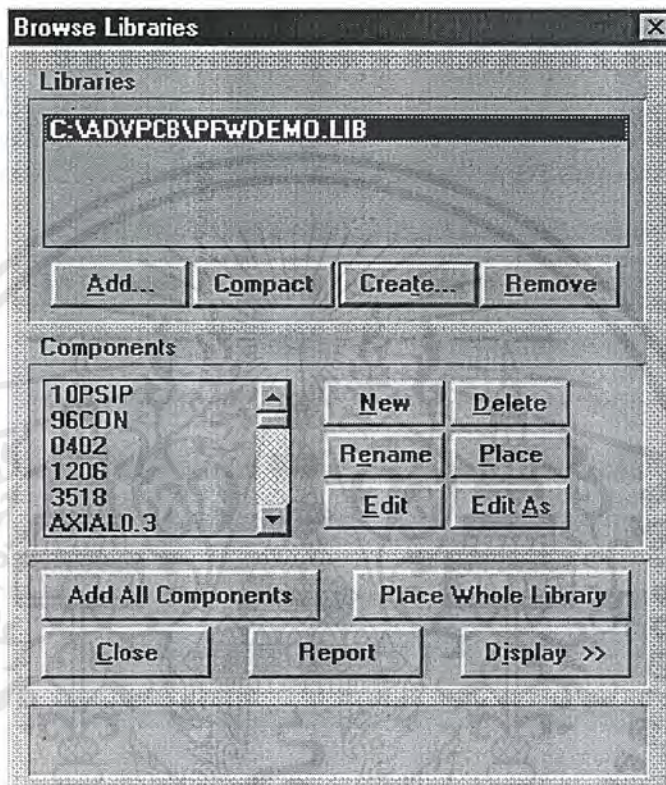 Browse Libraries
Libraries
C:\ADVPCB\PFWDEMO.LIB
Add... Compact Create... Remove
Components
10PSIP
96CON
0402
1206
3518
AXIAL0.3
New Delete
Rename Place
Edit Edit As
Add All Components Place Whole Library
Close Report Display >>